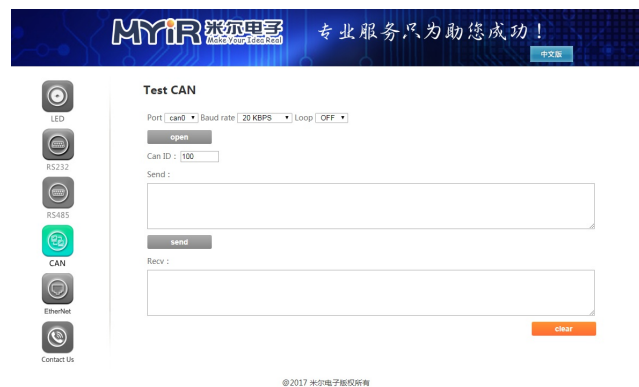 MYiR 米尔电子
Make Your Idea Real
专业服务只为助您成功！
中文版
LED
RS232
RS485
CAN
EtherNet
Contact Us
Test CAN
Port can0 Baud rate 20 KBPS Loop OFF
open
Can ID： 100
Send：
send
Recv：
clear
@2017 米尔电子版权所有